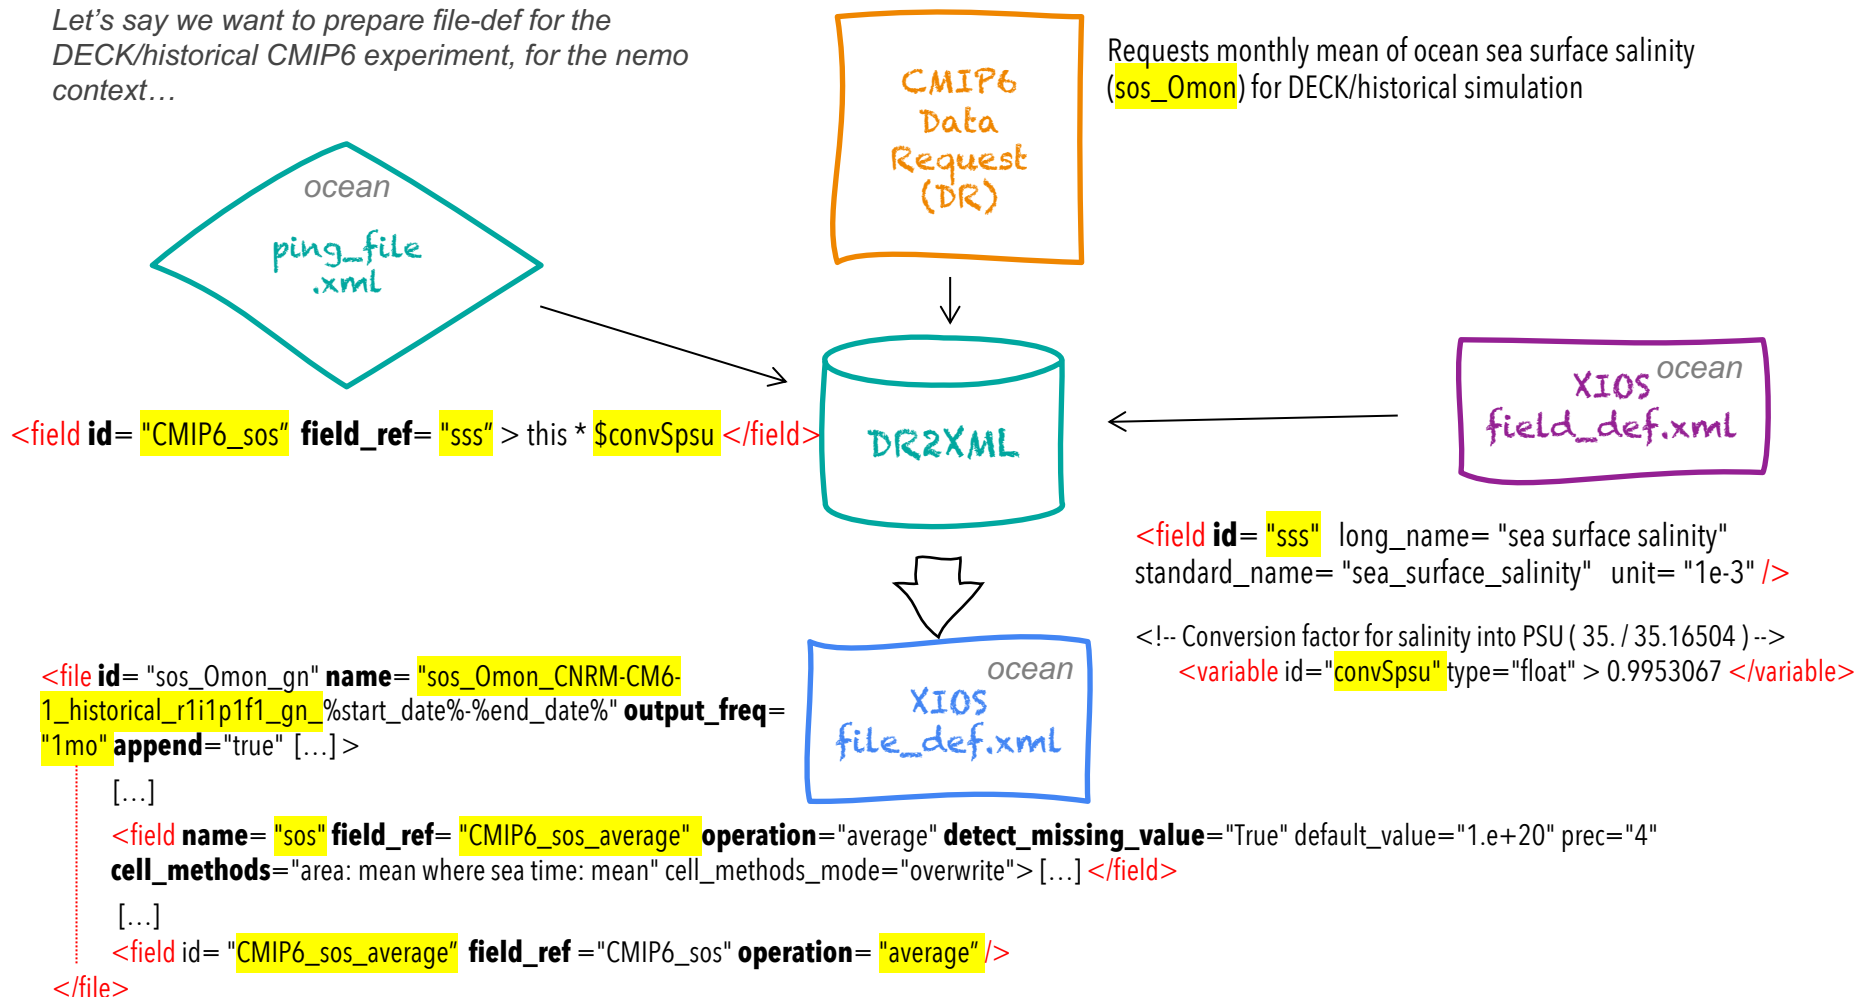 Let's say we want to prepare file-def for the
DECK/historical CMIP6 experiment, for the nemo
context…
CMIP6
Data
Request
(DR)
Requests monthly mean of ocean sea surface salinity
(sos_Omon) for DECK/historical simulation
ocean
ping_file
.xml
<field id= "CMIP6_sos" field_ref= "sss" > this * $convSpsu </field>
DR2XML
ocean
XIOS
field_def.xml
<field id= "sss" long_name= "sea surface salinity"
standard_name= "sea_surface_salinity" unit= "1e-3" />
<!-- Conversion factor for salinity into PSU ( 35. / 35.16504 ) -->
<variable id="convSpsu" type="float" > 0.9953067 </variable>
ocean
XIOS
file_def.xml
<file id= "sos_Omon_gn" name= "sos_Omon_CNRM-CM6-
1_historical_r1i1p1f1_gn_%start_date%-%end_date%" output_freq=
"1mo" append="true" […] >
[…]
<field name= "sos" field_ref= "CMIP6_sos_average" operation="average" detect_missing_value="True" default_value="1.e+20" prec="4"
cell_methods="area: mean where sea time: mean" cell_methods_mode="overwrite"> […] </field>
[…]
<field id= "CMIP6_sos_average" field_ref ="CMIP6_sos" operation= "average" />
</file>